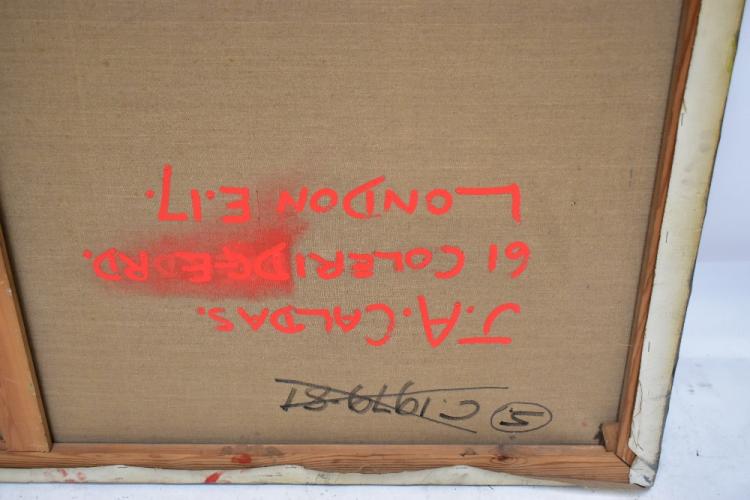 5 C.1979-81
J.A. CALDAS.
61 COLERIDGE RD.
LONDON E.17.